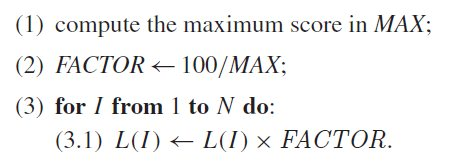 (1) compute the maximum score in MAX;
(2) FACTOR ← 100/MAX;
(3) for I from 1 to N do:
(3.1) L(I) ← L(I) × FACTOR.